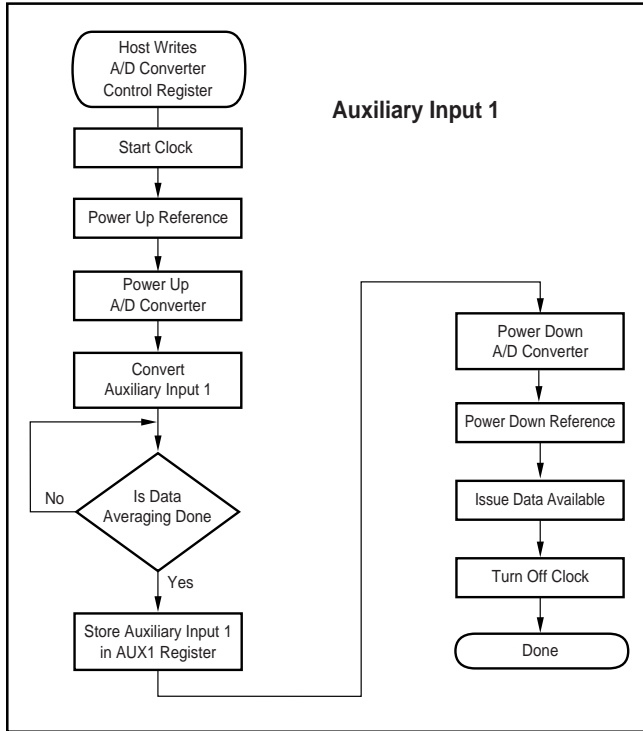 Host Writes
A/D Converter
Control Register
Auxiliary Input 1
Start Clock
Power Up Reference
Power Up
A/D Converter
Convert
Auxiliary Input 1
No
Is Data
Averaging Done
Yes
Store Auxiliary Input 1
in AUX1 Register
Power Down
A/D Converter
Power Down Reference
Issue Data Available
Turn Off Clock
Done